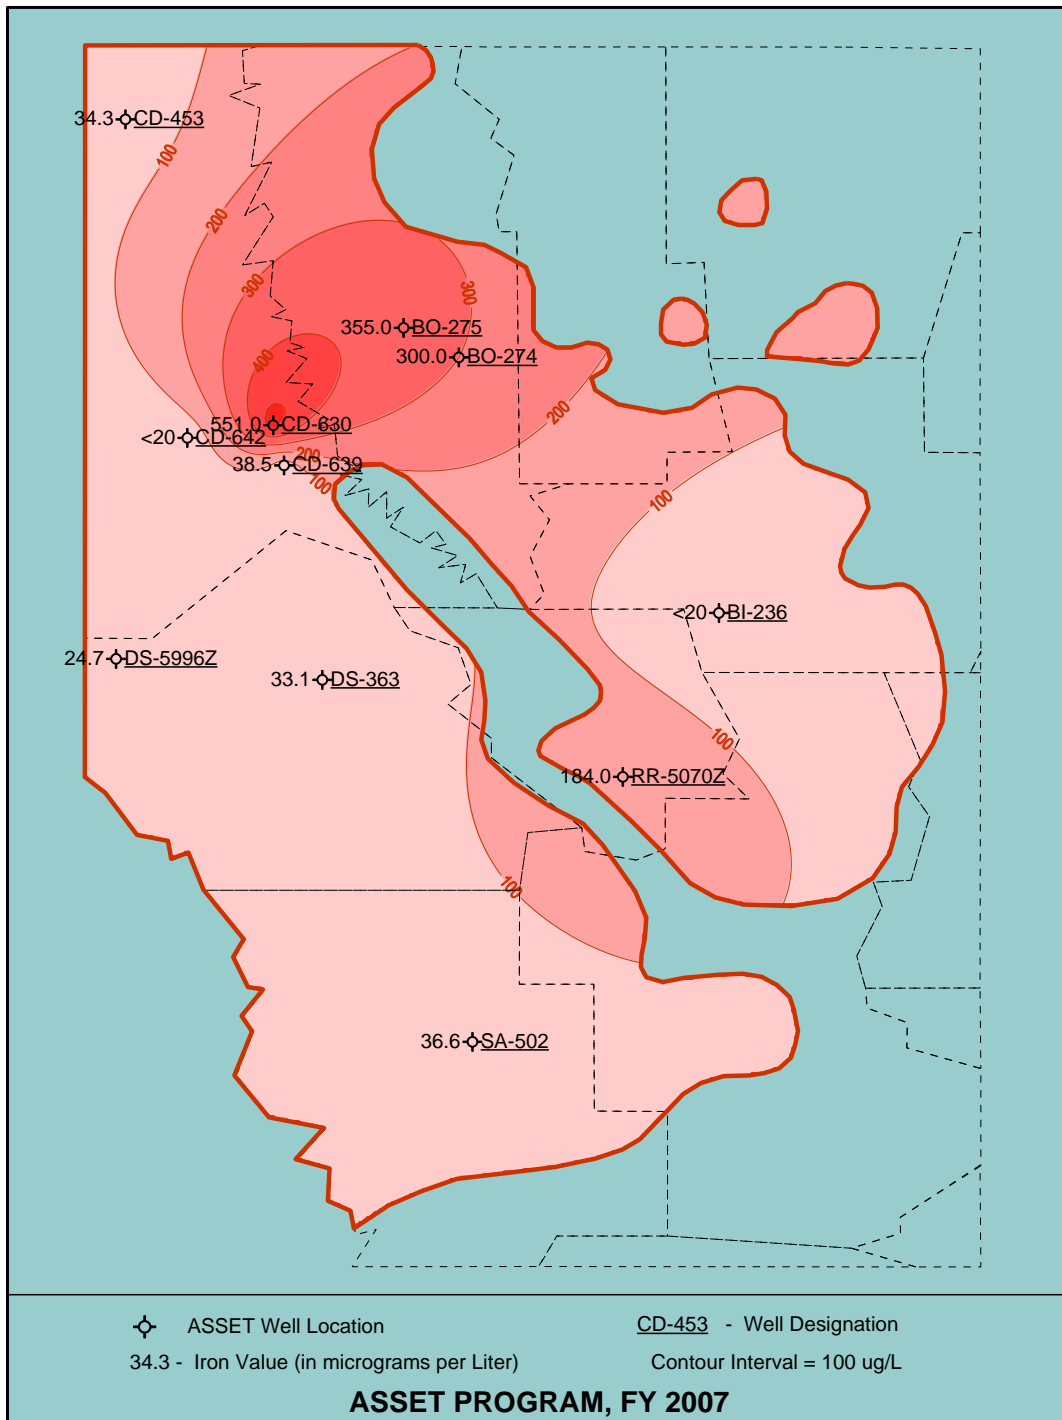 34.3 CD-453
100
200
300
300
355.0 BO-275
300.0 BO-274
400
200
551.0 CD-630
<20 CD-642
200
38.5 CD-639
100
100
<20 BI-236
24.7 DS-5996Z
33.1 DS-363
100
184.0 RR-5070Z
100
36.6 SA-502
ASSET Well Location
CD-453 - Well Designation
34.3 - Iron Value (in micrograms per Liter)
Contour Interval = 100 ug/L
ASSET PROGRAM, FY 2007